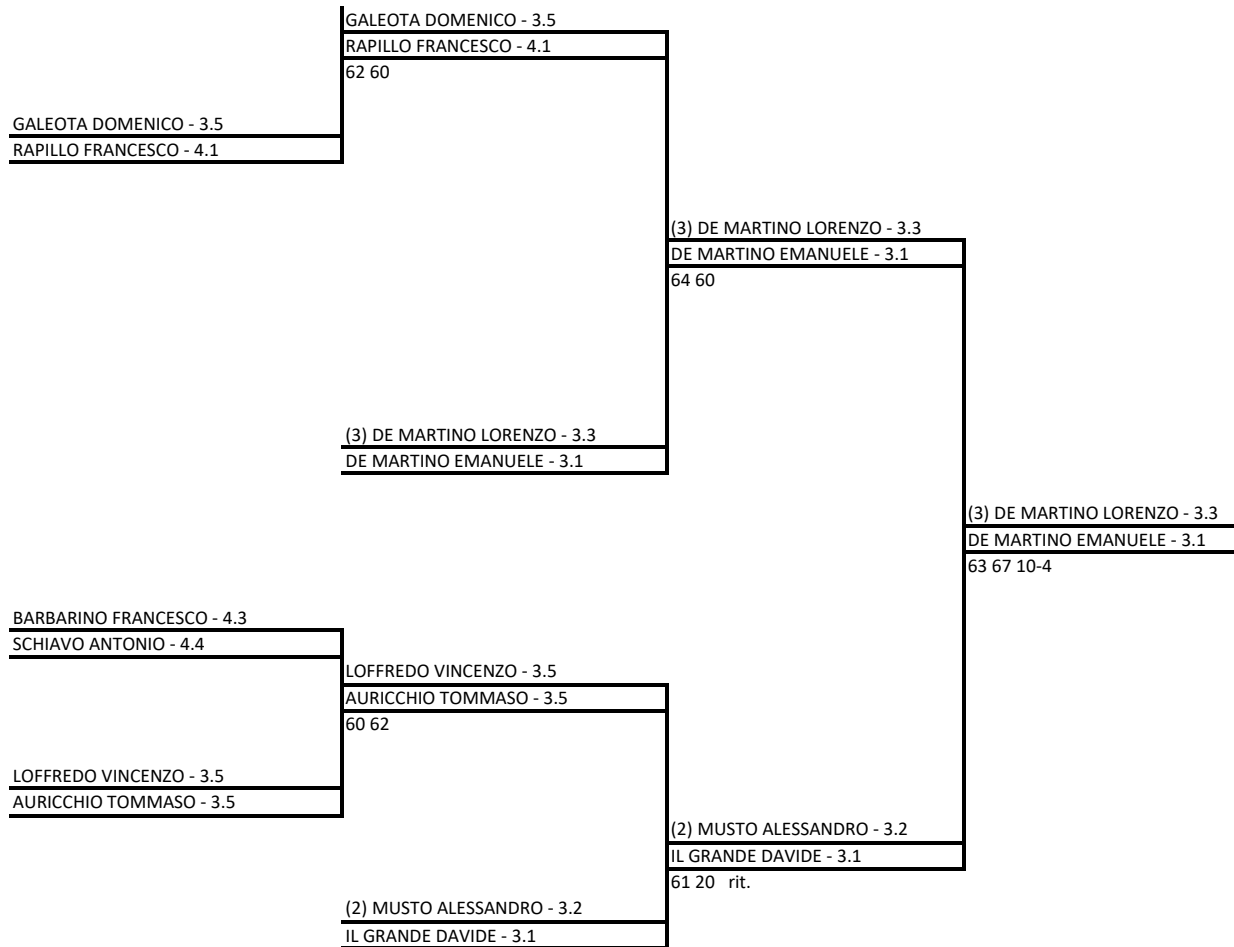 GALEOTA DOMENICO - 3.5
RAPILLO FRANCESCO - 4.1
62 60
GALEOTA DOMENICO - 3.5
RAPILLO FRANCESCO - 4.1
(3) DE MARTINO LORENZO - 3.3
DE MARTINO EMANUELE - 3.1
64 60
(3) DE MARTINO LORENZO - 3.3
DE MARTINO EMANUELE - 3.1
(3) DE MARTINO LORENZO - 3.3
DE MARTINO EMANUELE - 3.1
63 67 10-4
BARBARINO FRANCESCO - 4.3
SCHIAVO ANTONIO - 4.4
LOFFREDO VINCENZO - 3.5
AURICCHIO TOMMASO - 3.5
60 62
LOFFREDO VINCENZO - 3.5
AURICCHIO TOMMASO - 3.5
(2) MUSTO ALESSANDRO - 3.2
IL GRANDE DAVIDE - 3.1
61 20 rit.
(2) MUSTO ALESSANDRO - 3.2
IL GRANDE DAVIDE - 3.1